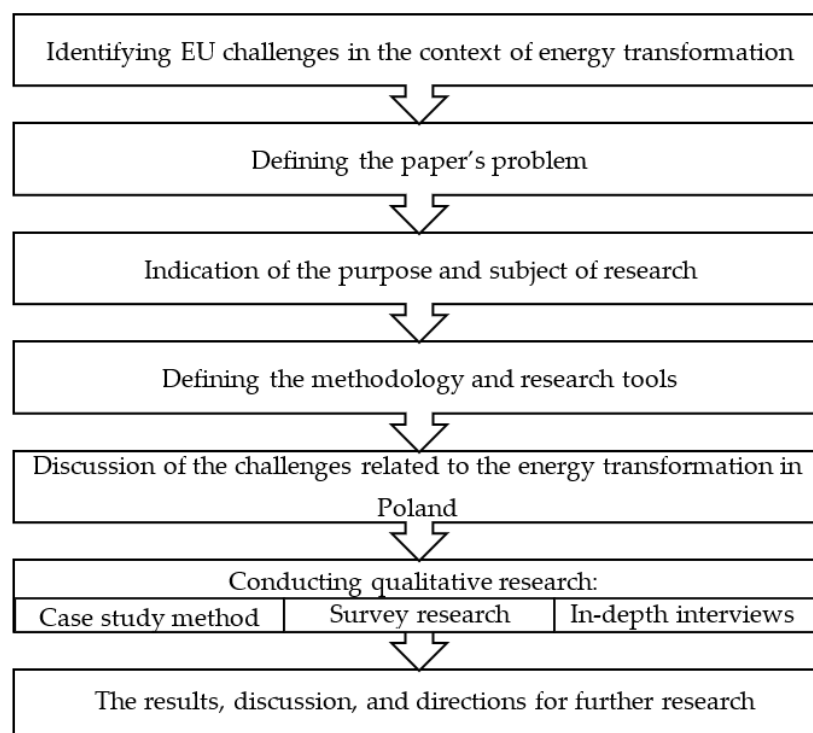 Identifying EU challenges in the context of energy transformation
Defining the paper's problem
Indication of the purpose and subject of research
Defining the methodology and research tools
Discussion of the challenges related to the energy transformation in
Poland
Conducting qualitative research:
Case study method
Survey research
In-depth interviews
The results, discussion, and directions for further research